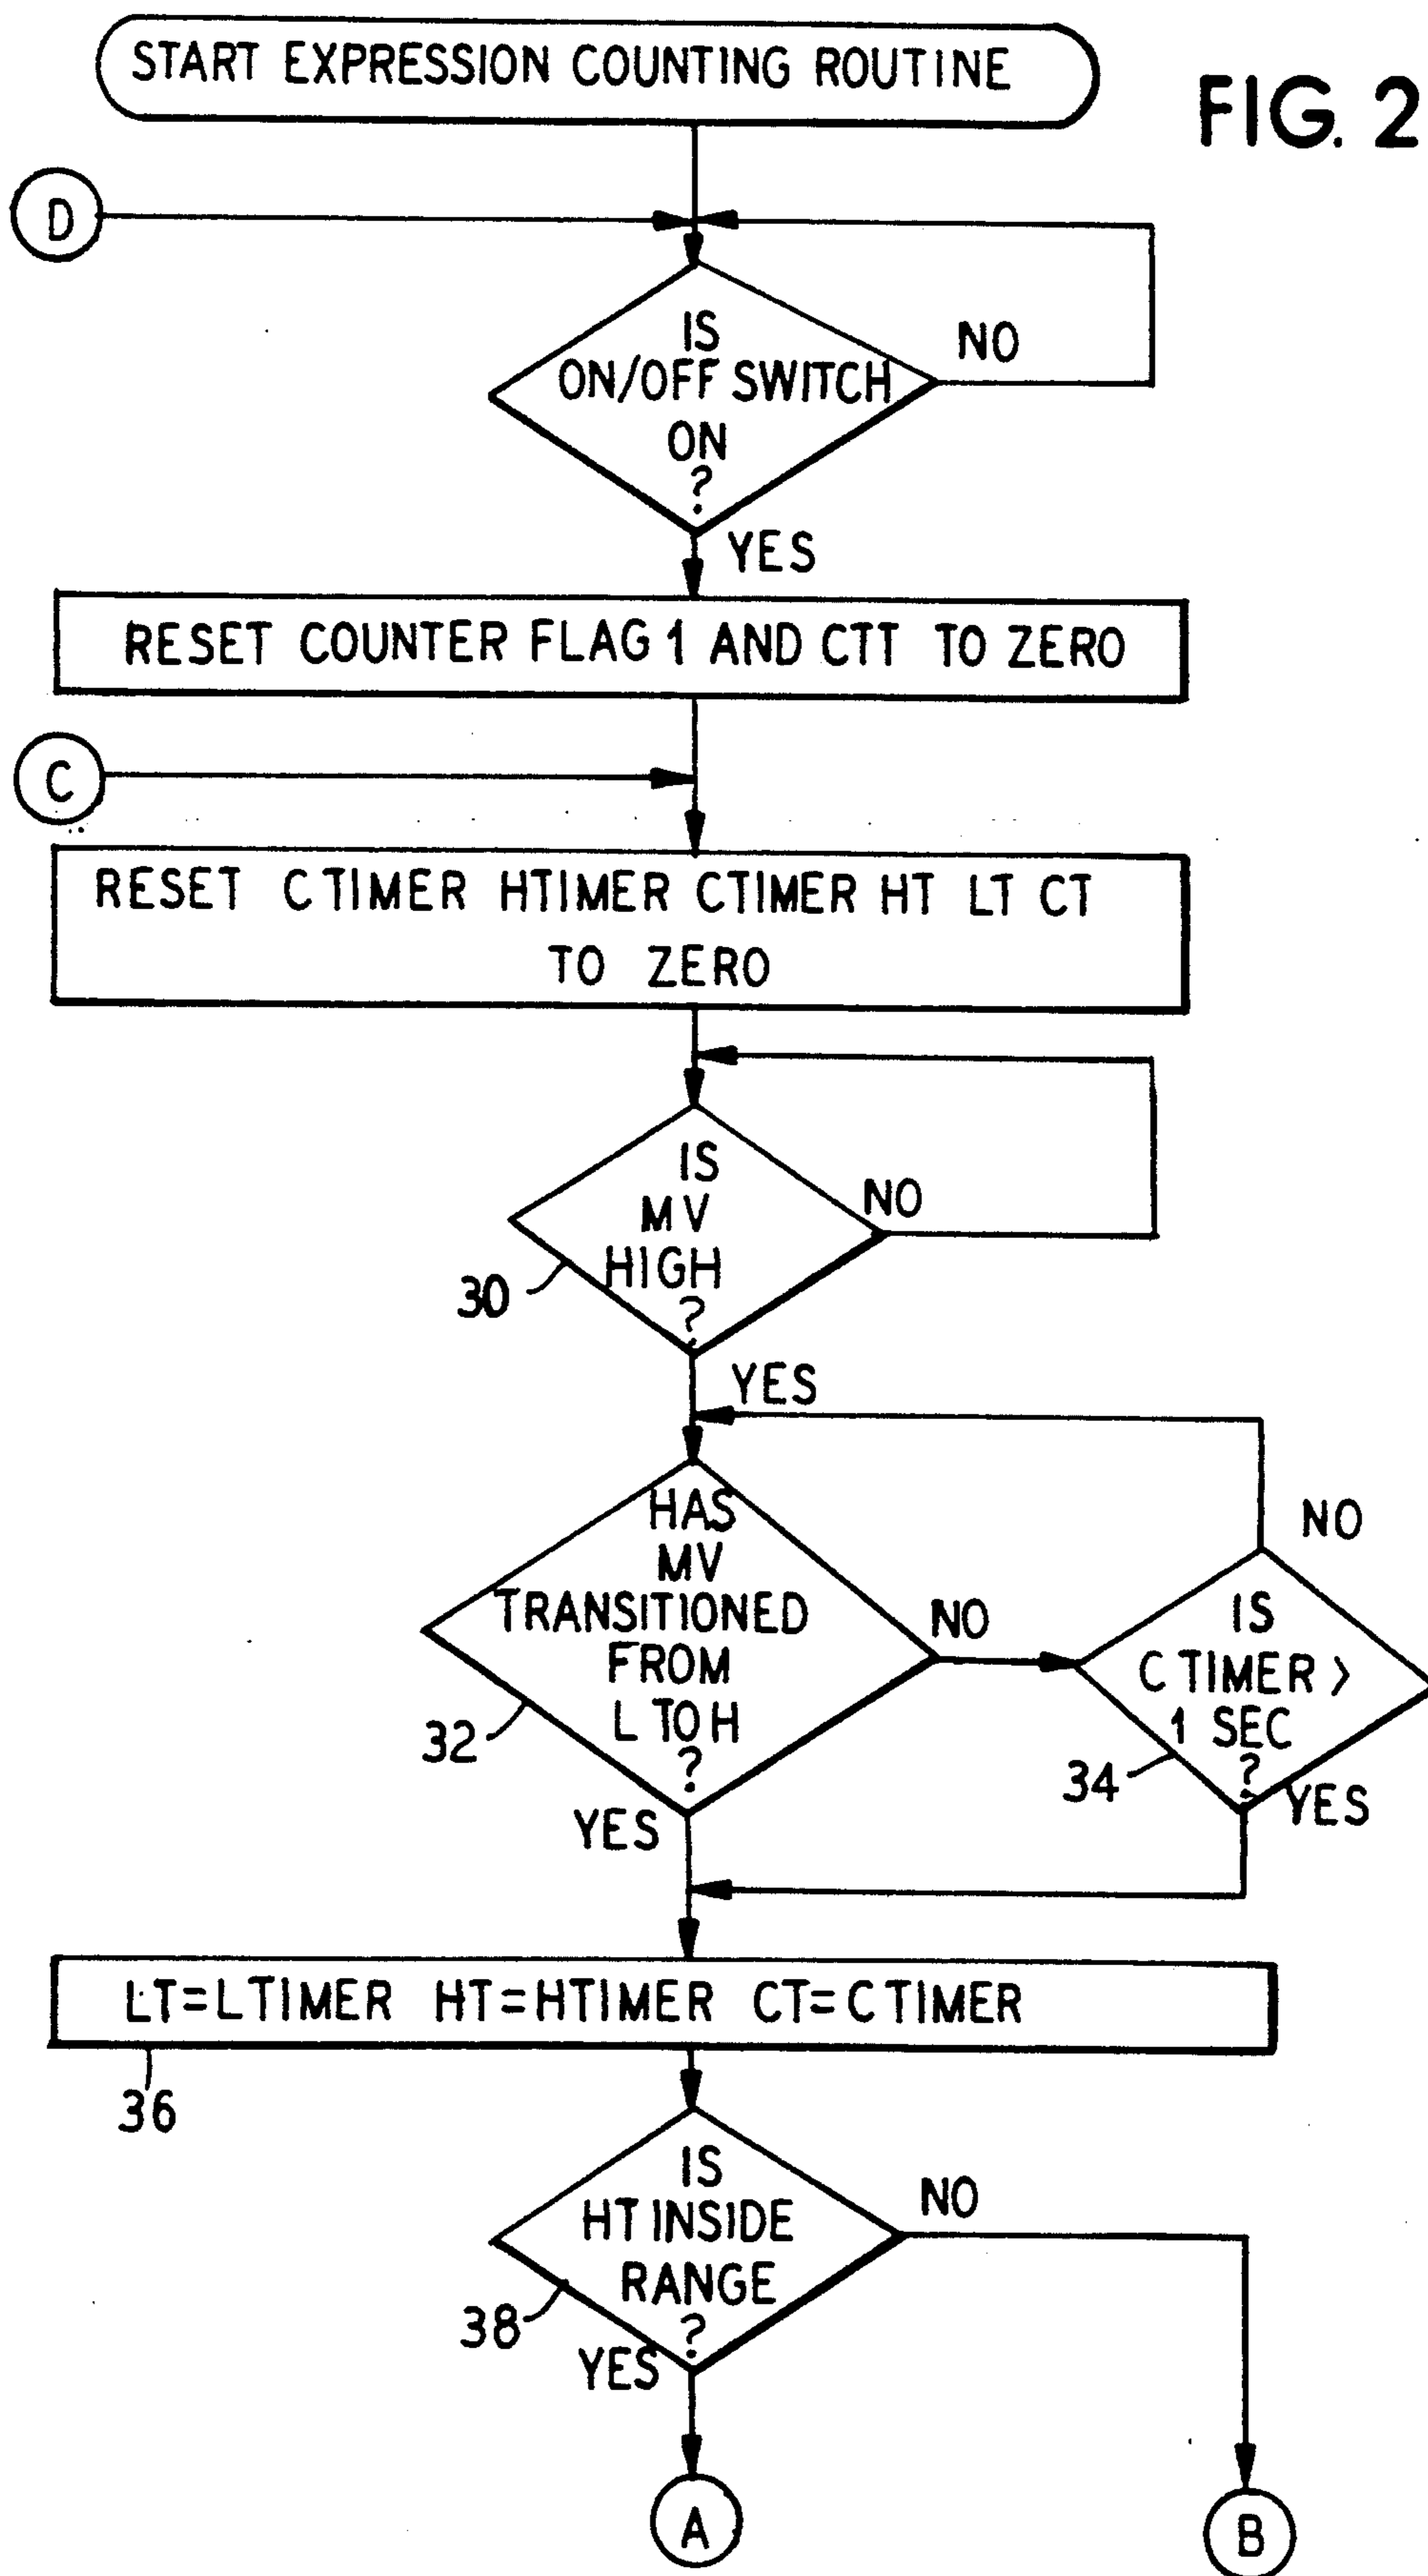 START EXPRESSION COUNTING ROUTINE
FIG. 2
D
IS
ON/OFF SWITCH
ON
?
NO
YES
RESET COUNTER FLAG 1 AND CTT TO ZERO
C
RESET CTIMER HTIMER CTIMER HT LT CT
TO ZERO
IS
MV
HIGH
?
NO
30
YES
HAS
MV
TRANSITIONED
FROM
L TO H
?
NO
32
YES
NO
IS
CTIMER >
1 SEC
?
34
YES
LT=LTIMER HT=HTIMER CT=CTIMER
36
IS
HT INSIDE
RANGE
?
NO
38
YES
A
B